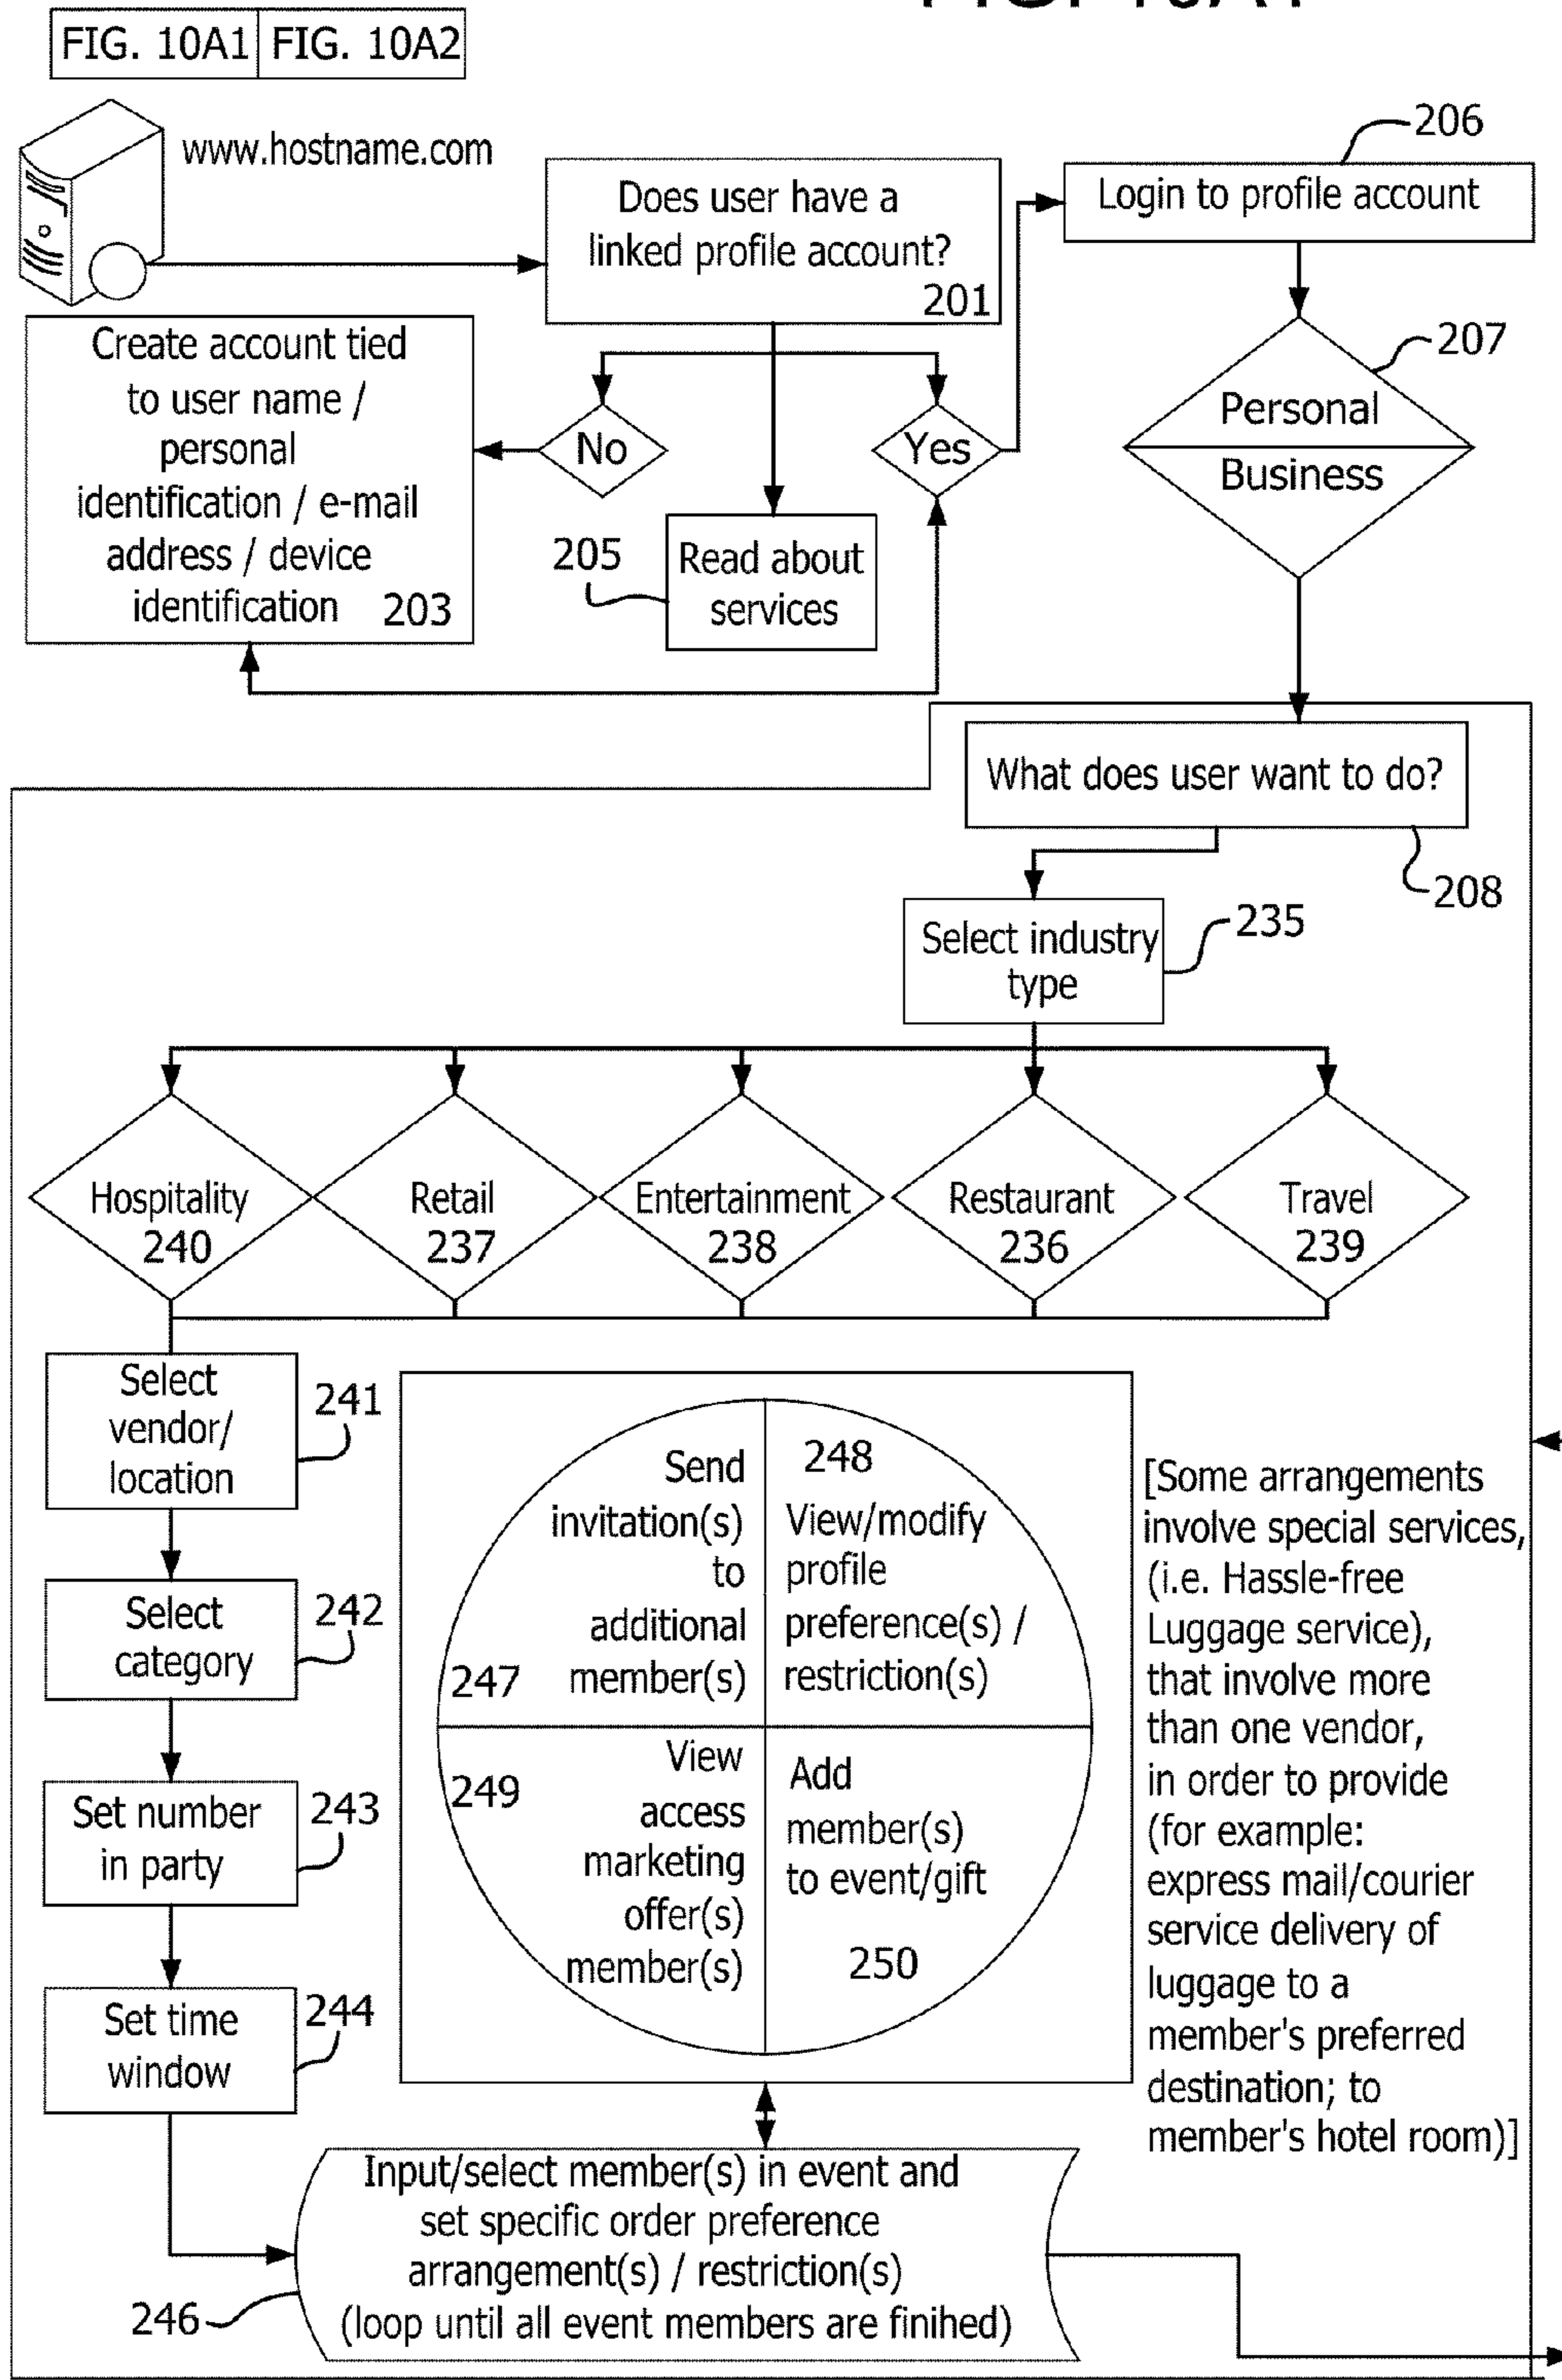 FIG. 10A1
FIG. 10A1 FIG. 10A2
www.hostname.com
Does user have a
linked profile account?
201
206
Login to profile account
207
Personal
Business
Create account tied
to user name /
personal
identification / e-mail
address / device
identification 203
No
Yes
205
Read about
services
What does user want to do?
208
Select industry
type
235
Hospitality
240
Retail
237
Entertainment
238
Restaurant
236
Travel
239
Select
vendor/
location
241
Select
category
242
Set number
in party
243
Set time
window
244
Send
invitation(s)
to
additional
member(s)
247
248
View/modify
profile
preference(s) /
restriction(s)
249
View
access
marketing
offer(s)
member(s)
Add
member(s)
to event/gift
250
[Some arrangements
involve special services,
(i.e. Hassle-free
Luggage service),
that involve more
than one vendor,
in order to provide
(for example:
express mail/courier
service delivery of
luggage to a
member's preferred
destination; to
member's hotel room)]
Input/select member(s) in event and
set specific order preference
arrangement(s) / restriction(s)
(loop until all event members are finihed)
246